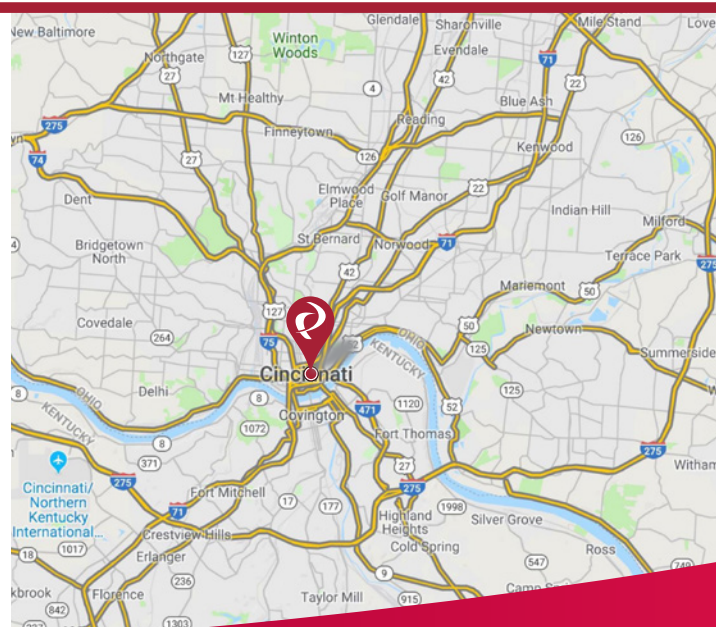 Glendale
Sharonville
Mile Stand
New Baltimore
Winton
Woods
Evendale
71
Northgate
127
27
42
22
4
Mt Healthy
Blue Ash
Reading
275
Finneytown
126
126
Kenwood
74
27
Elmwood
Place
Golf Manor
22
Dent
Indian Hill
Milford
St Bernard
Norwood
71
Bridgetown
North
Terrace Park
275
42
Mariemont
50
127
Covedale
264
75
OHIO
KENTUCKY
50
Newtown
125
Summerside
Cincinnati
Delhi
8
OHIO
KENTUCKY
8
Covington
471
1120
52
125
1072
Fort Thomas
371
27
275
Witham
Cincinnati/
Northern
Kentucky
International...
275
Fort Mitchell
71
17
177
275
1998
Silver Grove
Highland
Heights
Crestview Hills
18
1017
Erlanger
Cold Spring
547
Ross
236
9
Florence
842
Taylor Mill
915
1303